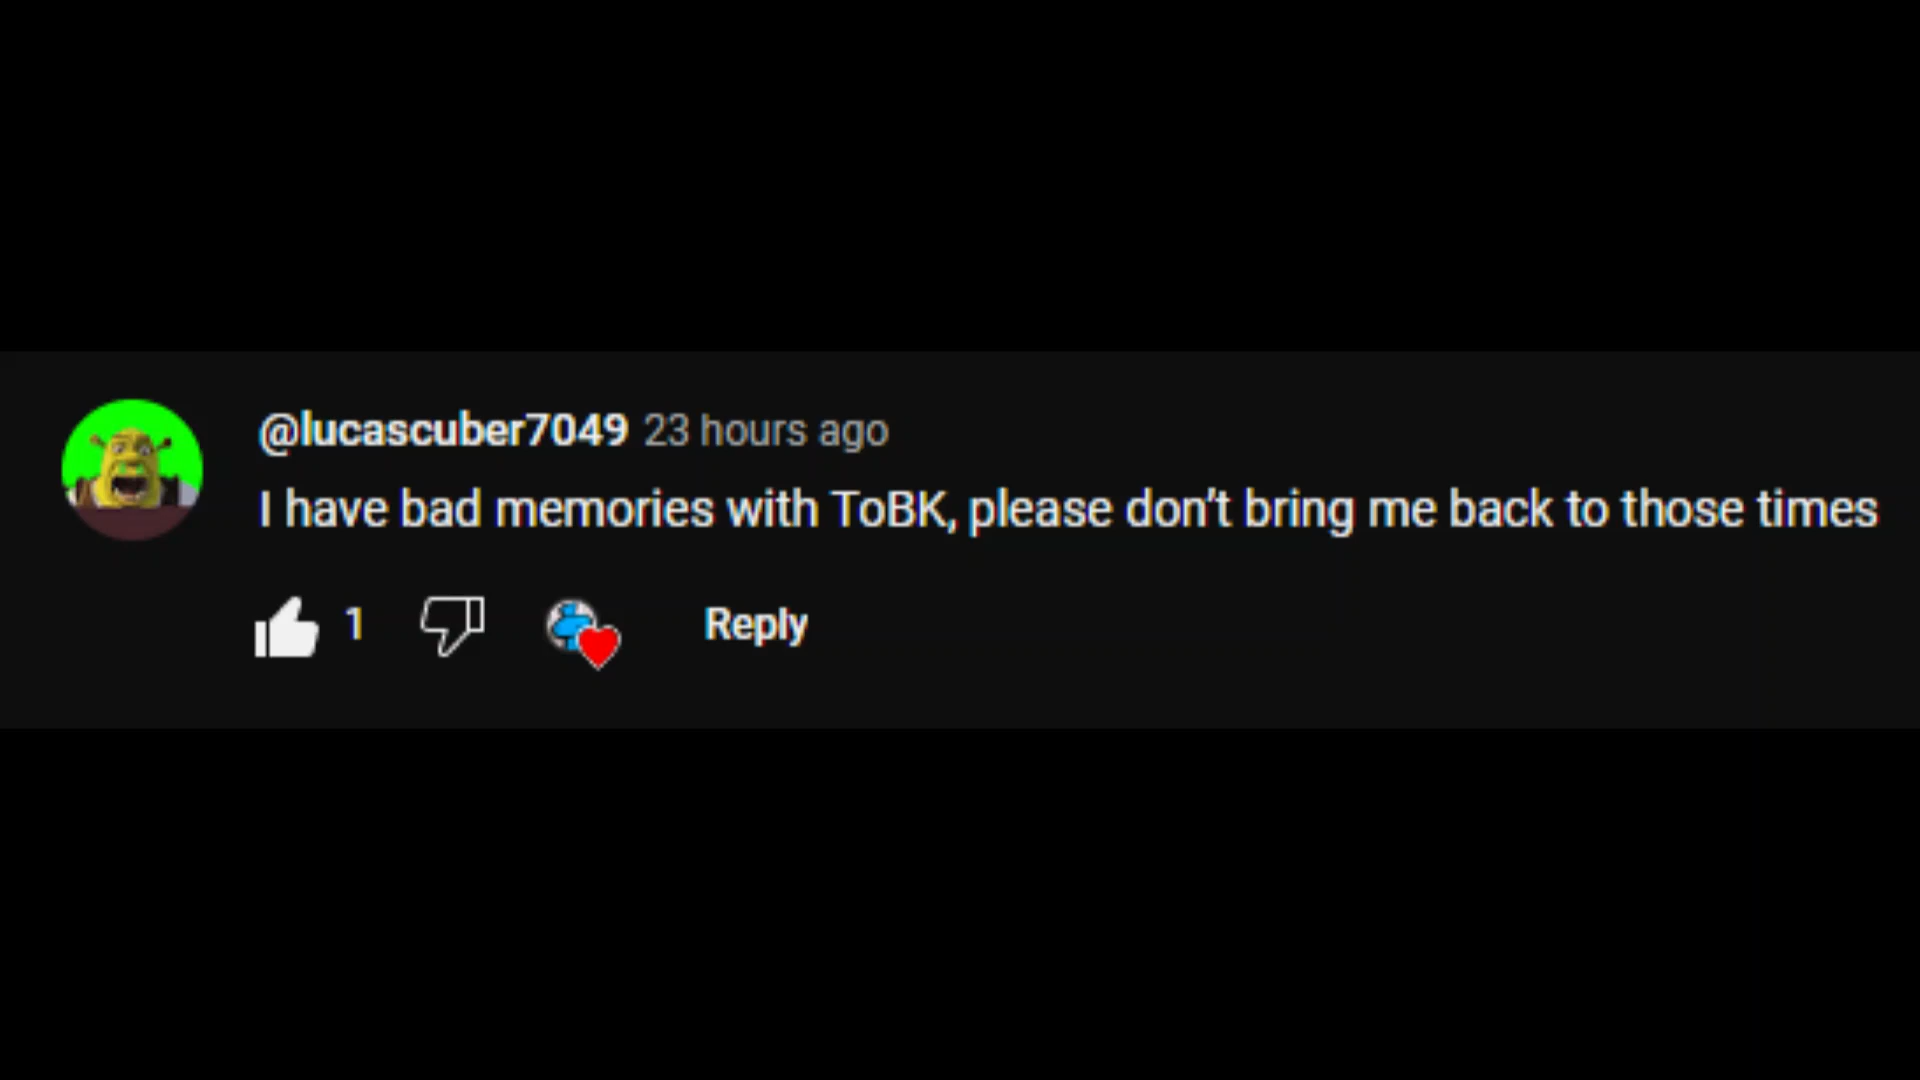 @lucascuber7049 23 hours ago
I have bad memories with ToBK, please don't bring me back to those times
1 Reply